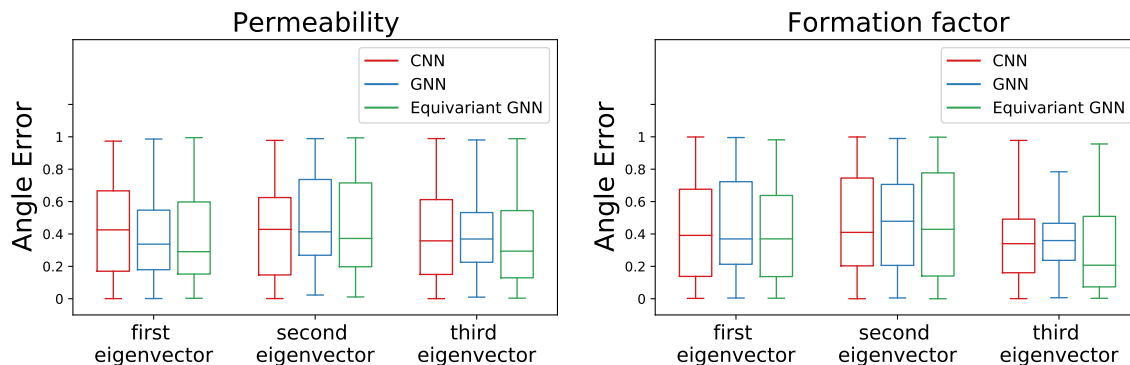 Permeability
Angle Error
1
0.8
0.6
0.4
0.2
0
CNN
GNN
Equivariant GNN
first
eigenvector
second
eigenvector
third
eigenvector
Formation factor
Angle Error
1
0.8
0.6
0.4
0.2
0
CNN
GNN
Equivariant GNN
first
eigenvector
second
eigenvector
third
eigenvector